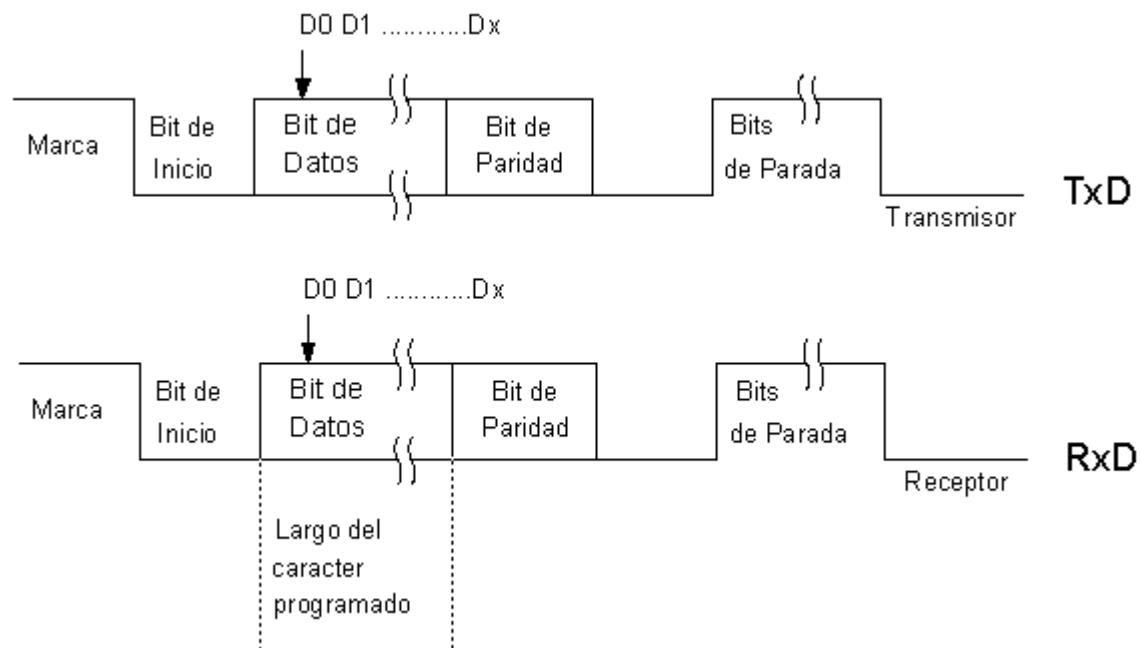 D0 D1 ............Dx
Marca
Bit de
Inicio
Bit de
Datos
Bit de
Paridad
Bits
de Parada
TxD
Transmisor
D0 D1 ............Dx
Marca
Bit de
Inicio
Bit de
Datos
Bit de
Paridad
Bits
de Parada
RxD
Receptor
Largo del
caracter
programado